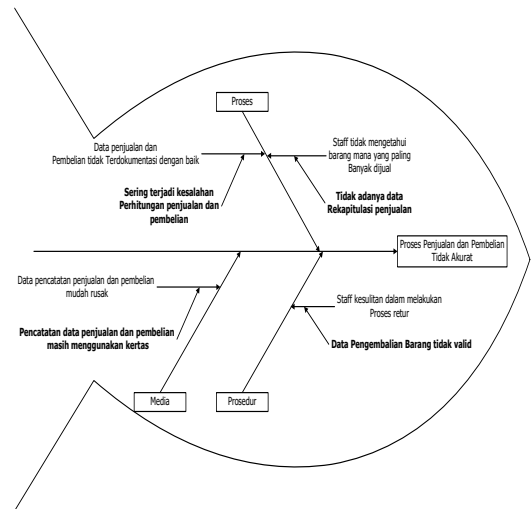 Proses
Data penjualan dan
Pembelian tidak Terdokumentasi dengan baik
Staff tidak mengetahui
barang mana yang paling
Banyak dijual
Sering terjadi kesalahan
Perhitungan penjualan dan
pembelian
Tidak adanya data
Rekapitulasi penjualan
Proses Penjualan dan Pembelian
Tidak Akurat
Data pencatatan penjualan dan pembelian
mudah rusak
Staff kesulitan dalam melakukan
Proses retur
Pencatatan data penjualan dan pembelian
masih menggunakan kertas
Data Pengembalian Barang tidak valid
Media
Prosedur